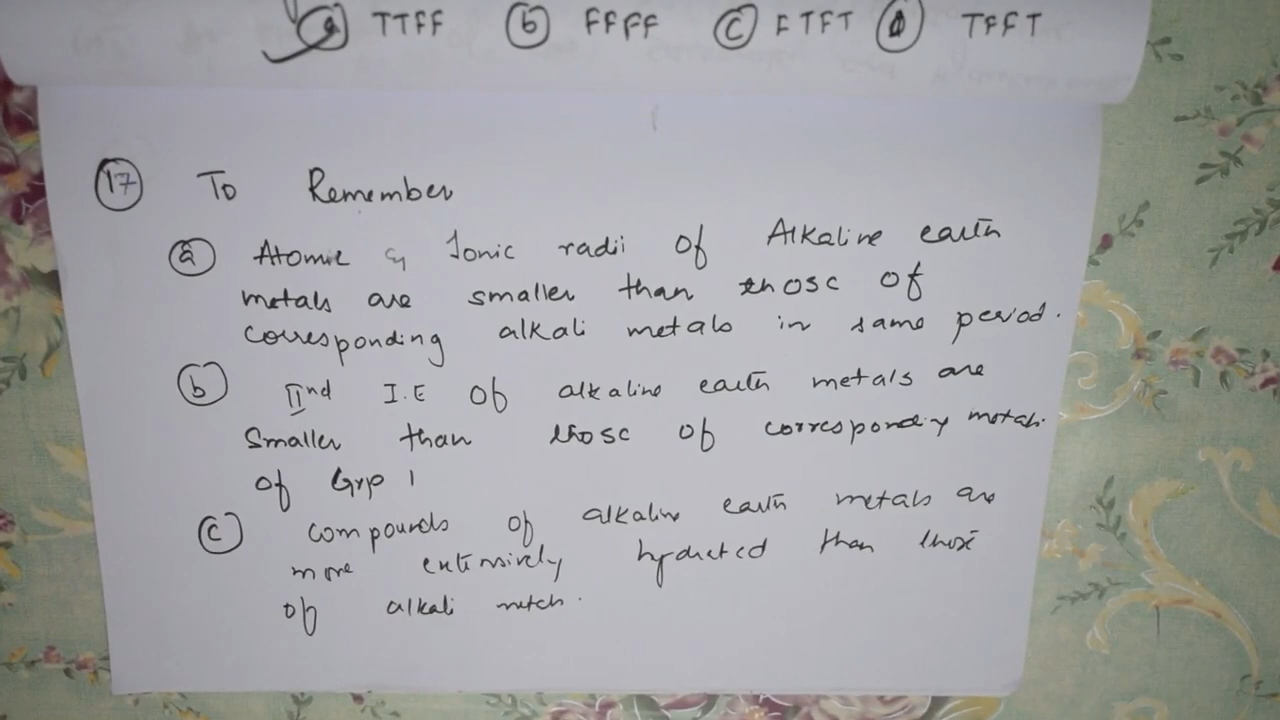 (a) TTFF (b) FFFF (c) FTFT (d) TFFT
(17) To Remember
(a) Atomic & Ionic radii of Alkaline earth
metals are smaller than those of
corresponding alkali metals in same period.
(b) IInd I.E of alkaline earth metals are
Smaller than those of corresponding metals
of Grp 1
(c) compounds of alkaline earth metals are
more extensively hydrated than those
of alkali metals.